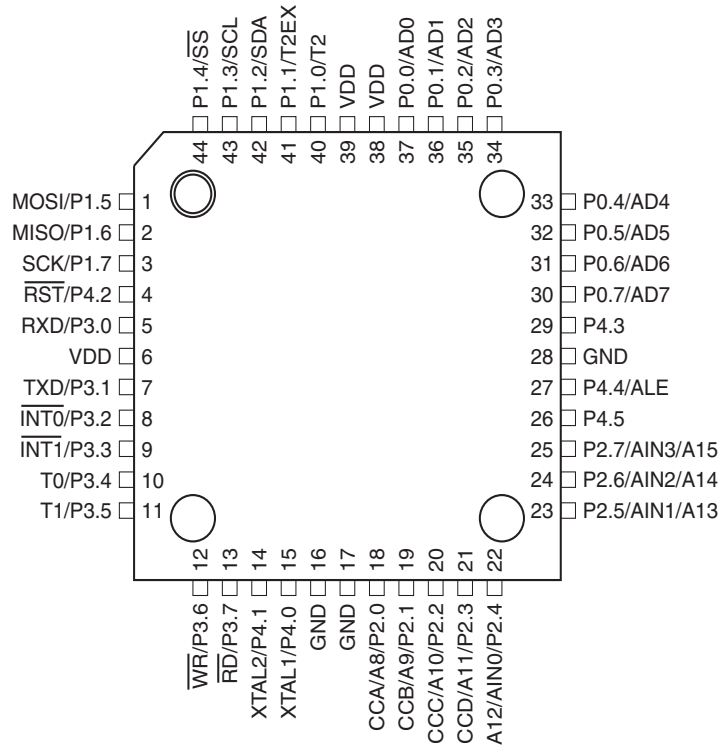 P1.4/S̅S̅
P1.3/SCL
P1.2/SDA
P1.1/T2EX
P1.0/T2
VDD
VDD
P0.0/AD0
P0.1/AD1
P0.2/AD2
P0.3/AD3
44
43
42
41
40
39
38
37
36
35
34
MOSI/P1.5 1
MISO/P1.6 2
SCK/P1.7 3
R̅S̅T̅/P4.2 4
RXD/P3.0 5
VDD 6
TXD/P3.1 7
I̅N̅T̅0̅/P3.2 8
I̅N̅T̅1̅/P3.3 9
T0/P3.4 10
T1/P3.5 11
33 P0.4/AD4
32 P0.5/AD5
31 P0.6/AD6
30 P0.7/AD7
29 P4.3
28 GND
27 P4.4/ALE
26 P4.5
25 P2.7/AIN3/A15
24 P2.6/AIN2/A14
23 P2.5/AIN1/A13
12
13
14
15
16
17
18
19
20
21
22
W̅R̅/P3.6
R̅D̅/P3.7
XTAL2/P4.1
XTAL1/P4.0
GND
GND
CCA/A8/P2.0
CCB/A9/P2.1
CCC/A10/P2.2
CCD/A11/P2.3
A12/AIN0/P2.4